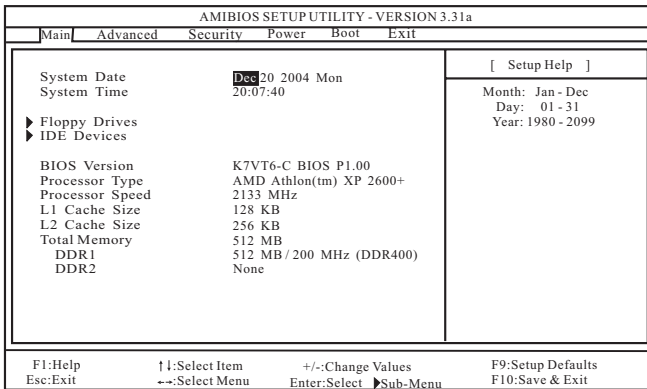 AMIBIOS SETUP UTILITY - VERSION 3.31a
Main Advanced Security Power Boot Exit
System Date Dec 20 2004 Mon
System Time 20:07:40
Floppy Drives
IDE Devices
BIOS Version K7VT6-C BIOS P1.00
Processor Type AMD Athlon(tm) XP 2600+
Processor Speed 2133 MHz
L1 Cache Size 128 KB
L2 Cache Size 256 KB
Total Memory 512 MB
DDR1 512 MB / 200 MHz (DDR400)
DDR2 None
[ Setup Help ]
Month: Jan - Dec
Day: 01 - 31
Year: 1980 - 2099
F1:Help ↑↓:Select Item +/-:Change Values F9:Setup Defaults
Esc:Exit ←→:Select Menu Enter:Select ▶Sub-Menu F10:Save & Exit